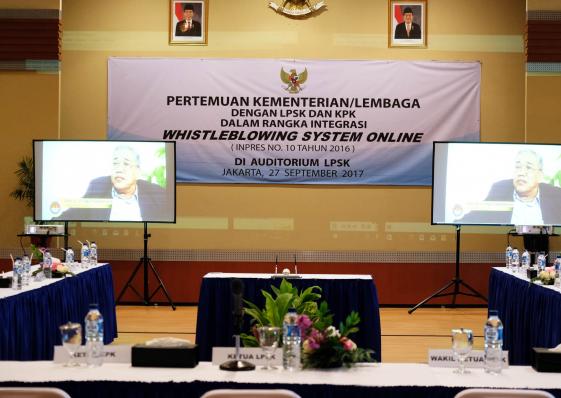 PERTEMUAN KEMENTERIAN/LEMBAGA
DENGAN LPSK DAN KPK
DALAM RANGKA INTEGRASI
WHISTLEBLOWING SYSTEM ONLINE
( INPRES NO. 10 TAHUN 2016 )
DI AUDITORIUM LPSK
JAKARTA, 27 SEPTEMBER 2017
KETUA LPSK
WAKIL KETUA